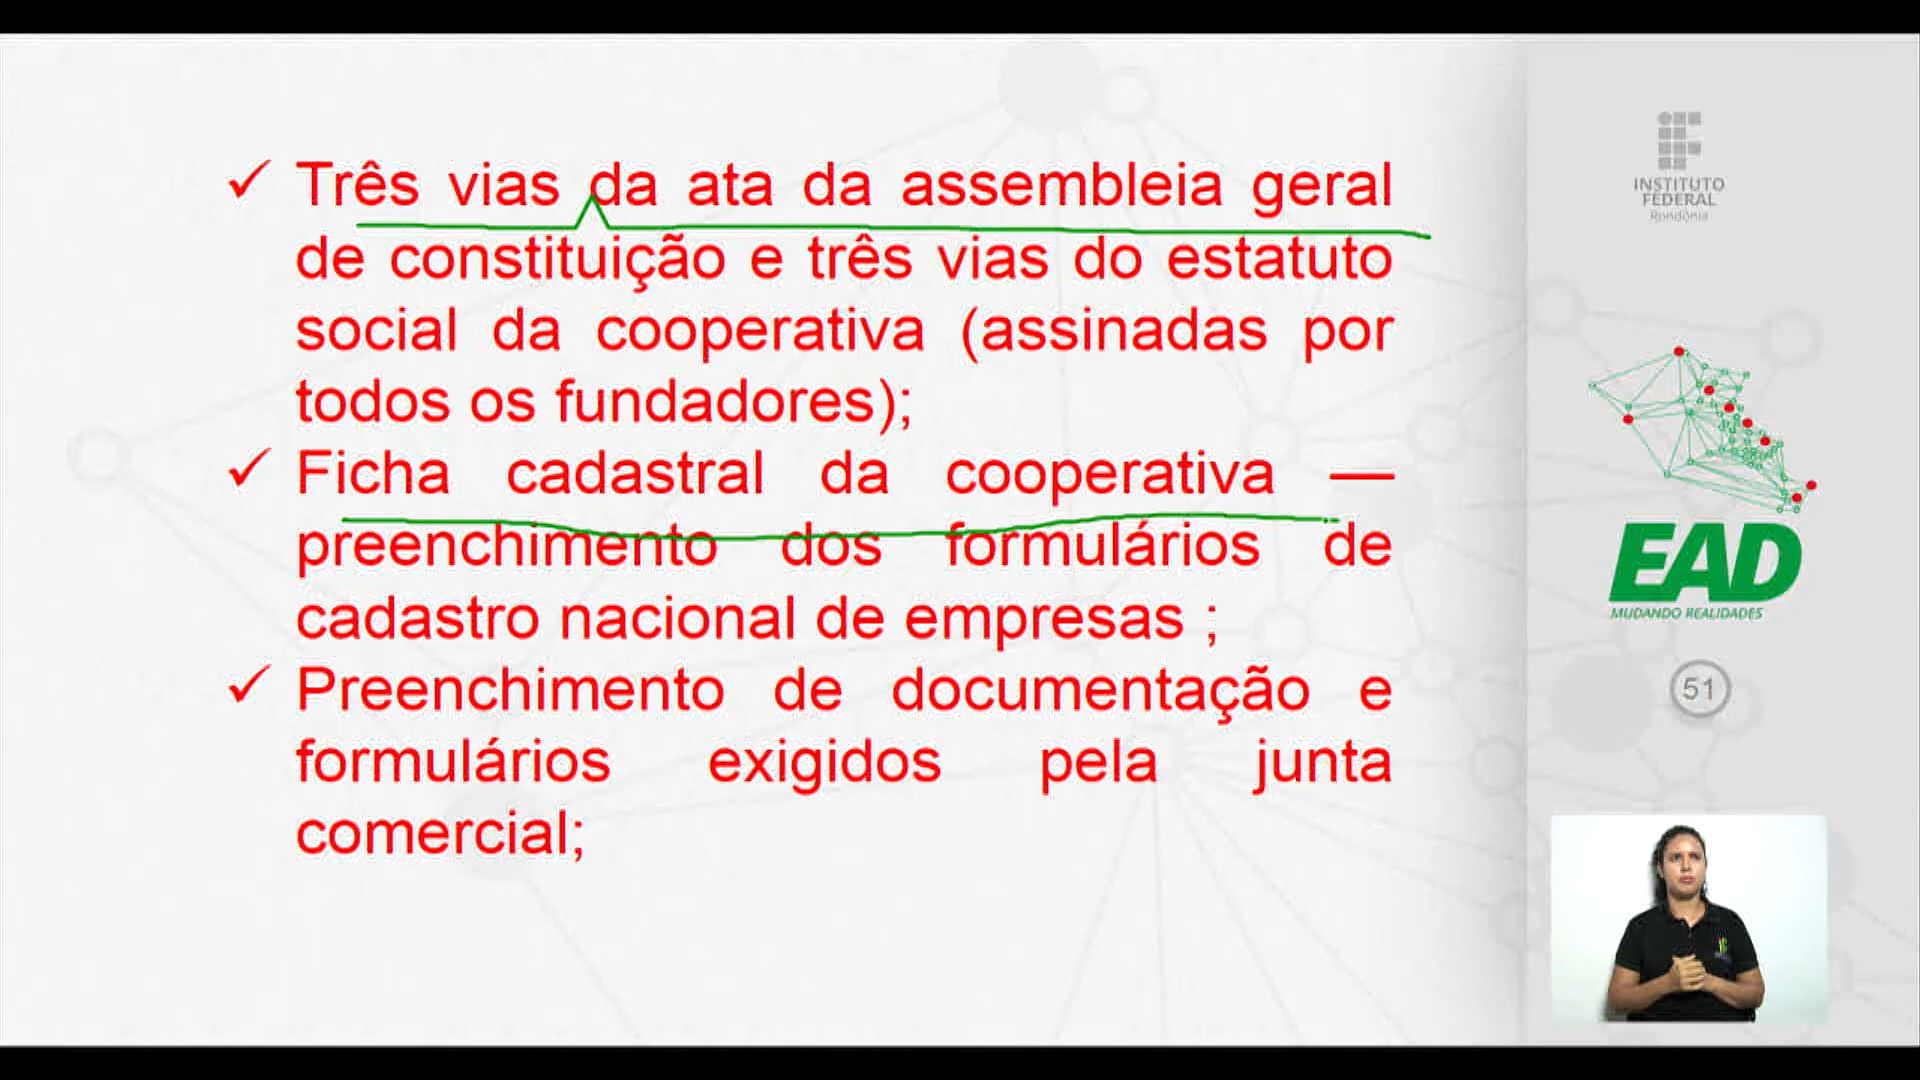 ✓ Três vias da ata da assembleia geral
de constituição e três vias do estatuto
social da cooperativa (assinadas por
todos os fundadores);
✓ Ficha cadastral da cooperativa —
preenchimento dos formulários de
cadastro nacional de empresas ;
✓ Preenchimento de documentação e
formulários exigidos pela junta
comercial;
INSTITUTO
FEDERAL
Rondônia
EAD
MUDANDO REALIDADES
51